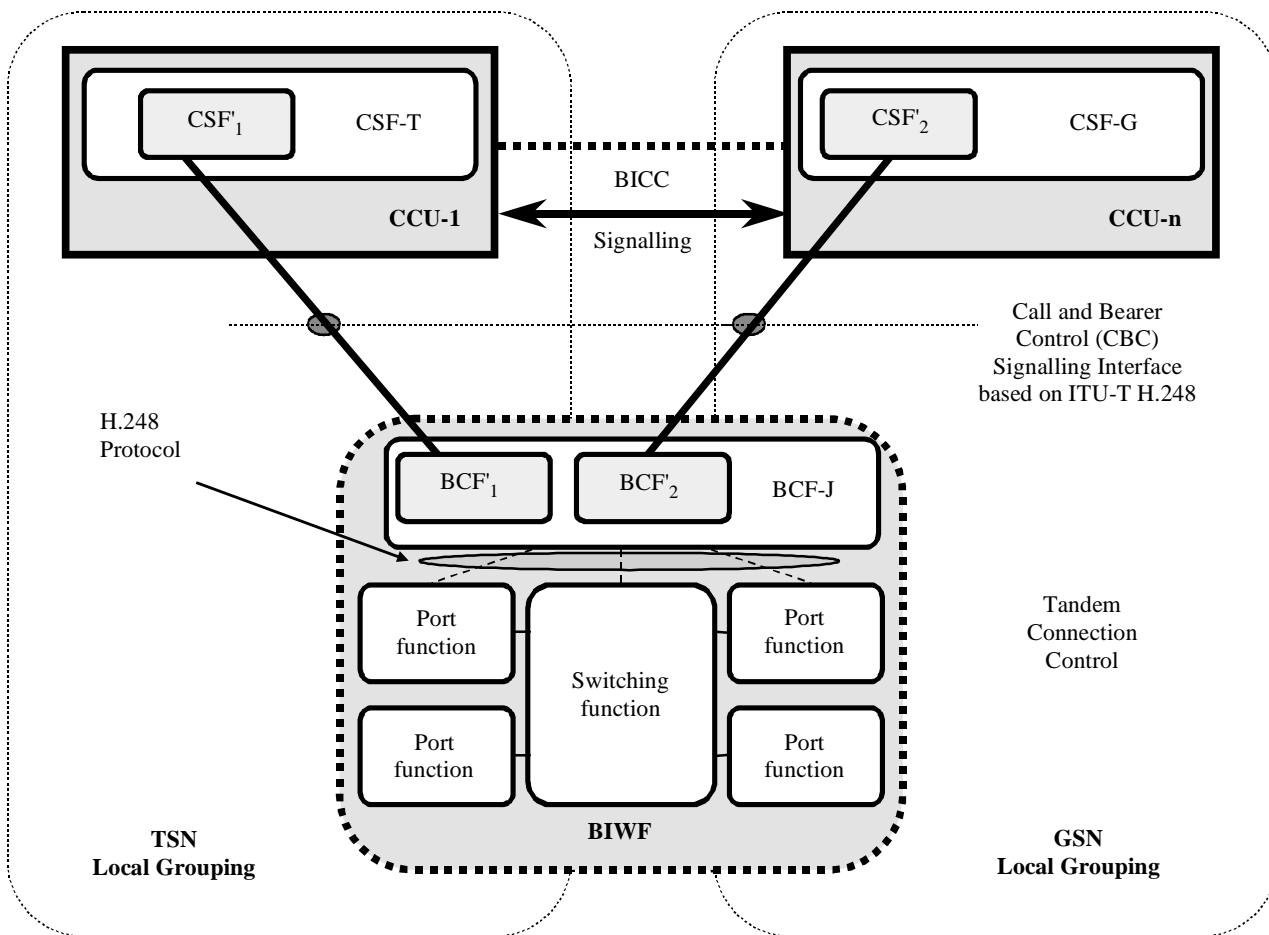 CSF'1
CSF-T
CCU-1
BICC
Signalling
CSF'2
CSF-G
CCU-n
Call and Bearer
Control (CBC)
Signalling Interface
based on ITU-T H.248
H.248
Protocol
BCF'1
BCF'2
BCF-J
Port
function
Port
function
Switching
function
Port
function
Port
function
BIWF
Tandem
Connection
Control
TSN
Local Grouping
GSN
Local Grouping